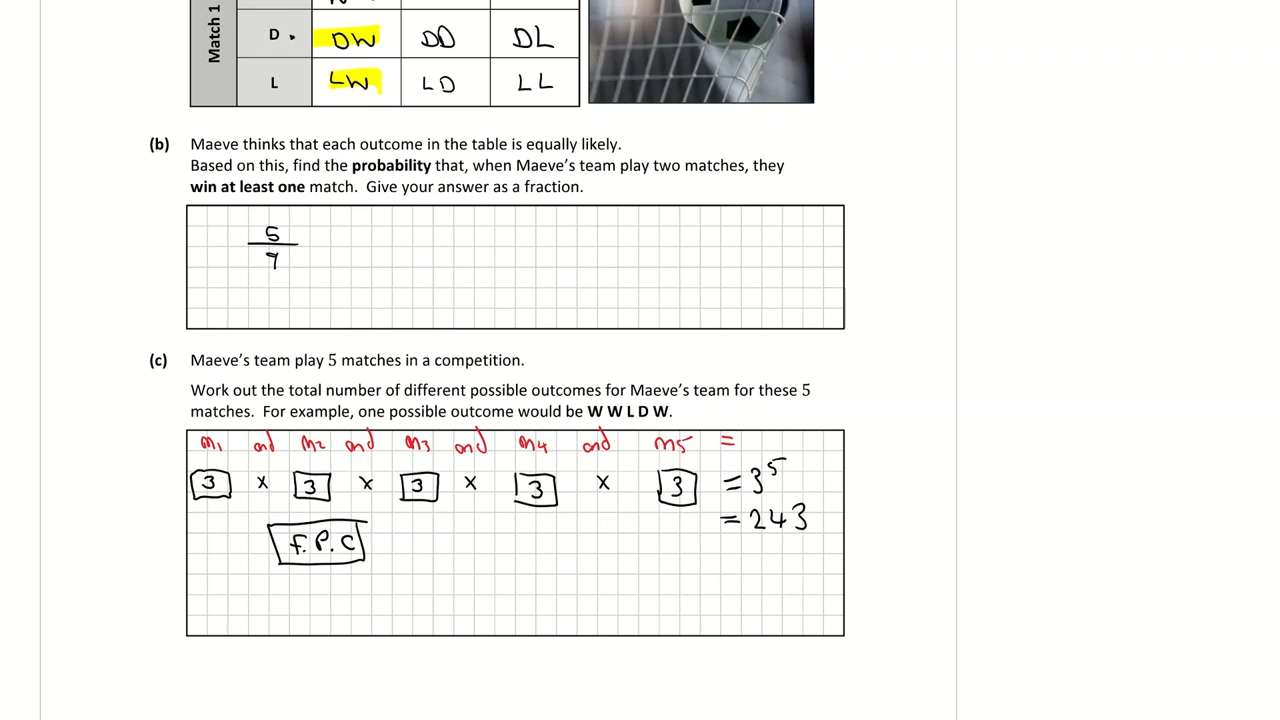 Match 1
D DW DD DL
L LW LD LL
(b) Maeve thinks that each outcome in the table is equally likely.
Based on this, find the probability that, when Maeve's team play two matches, they
win at least one match. Give your answer as a fraction.
5
9
(c) Maeve's team play 5 matches in a competition.
Work out the total number of different possible outcomes for Maeve's team for these 5
matches. For example, one possible outcome would be W W L D W.
m1 and m2 and m3 and m4 and m5 =
3 x 3 x 3 x 3 x 3 = 3^5
= 243
F.P.C